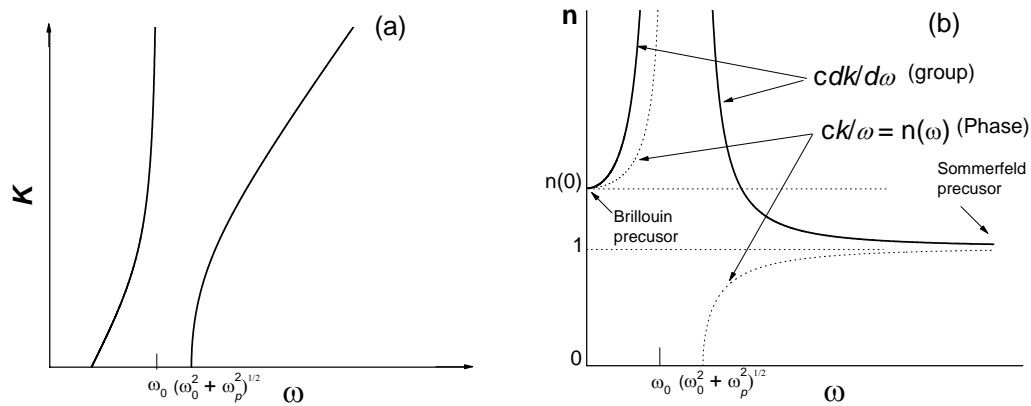 (a)
K
ω₀ (ω₀² + ωₚ²)^1/2
ω
n
(b)
cdk/dω (group)
ck/ω = n(ω) (Phase)
n(0)
Sommerfeld
precusor
Brillouin
precusor
1
0
ω₀ (ω₀² + ωₚ²)^1/2
ω